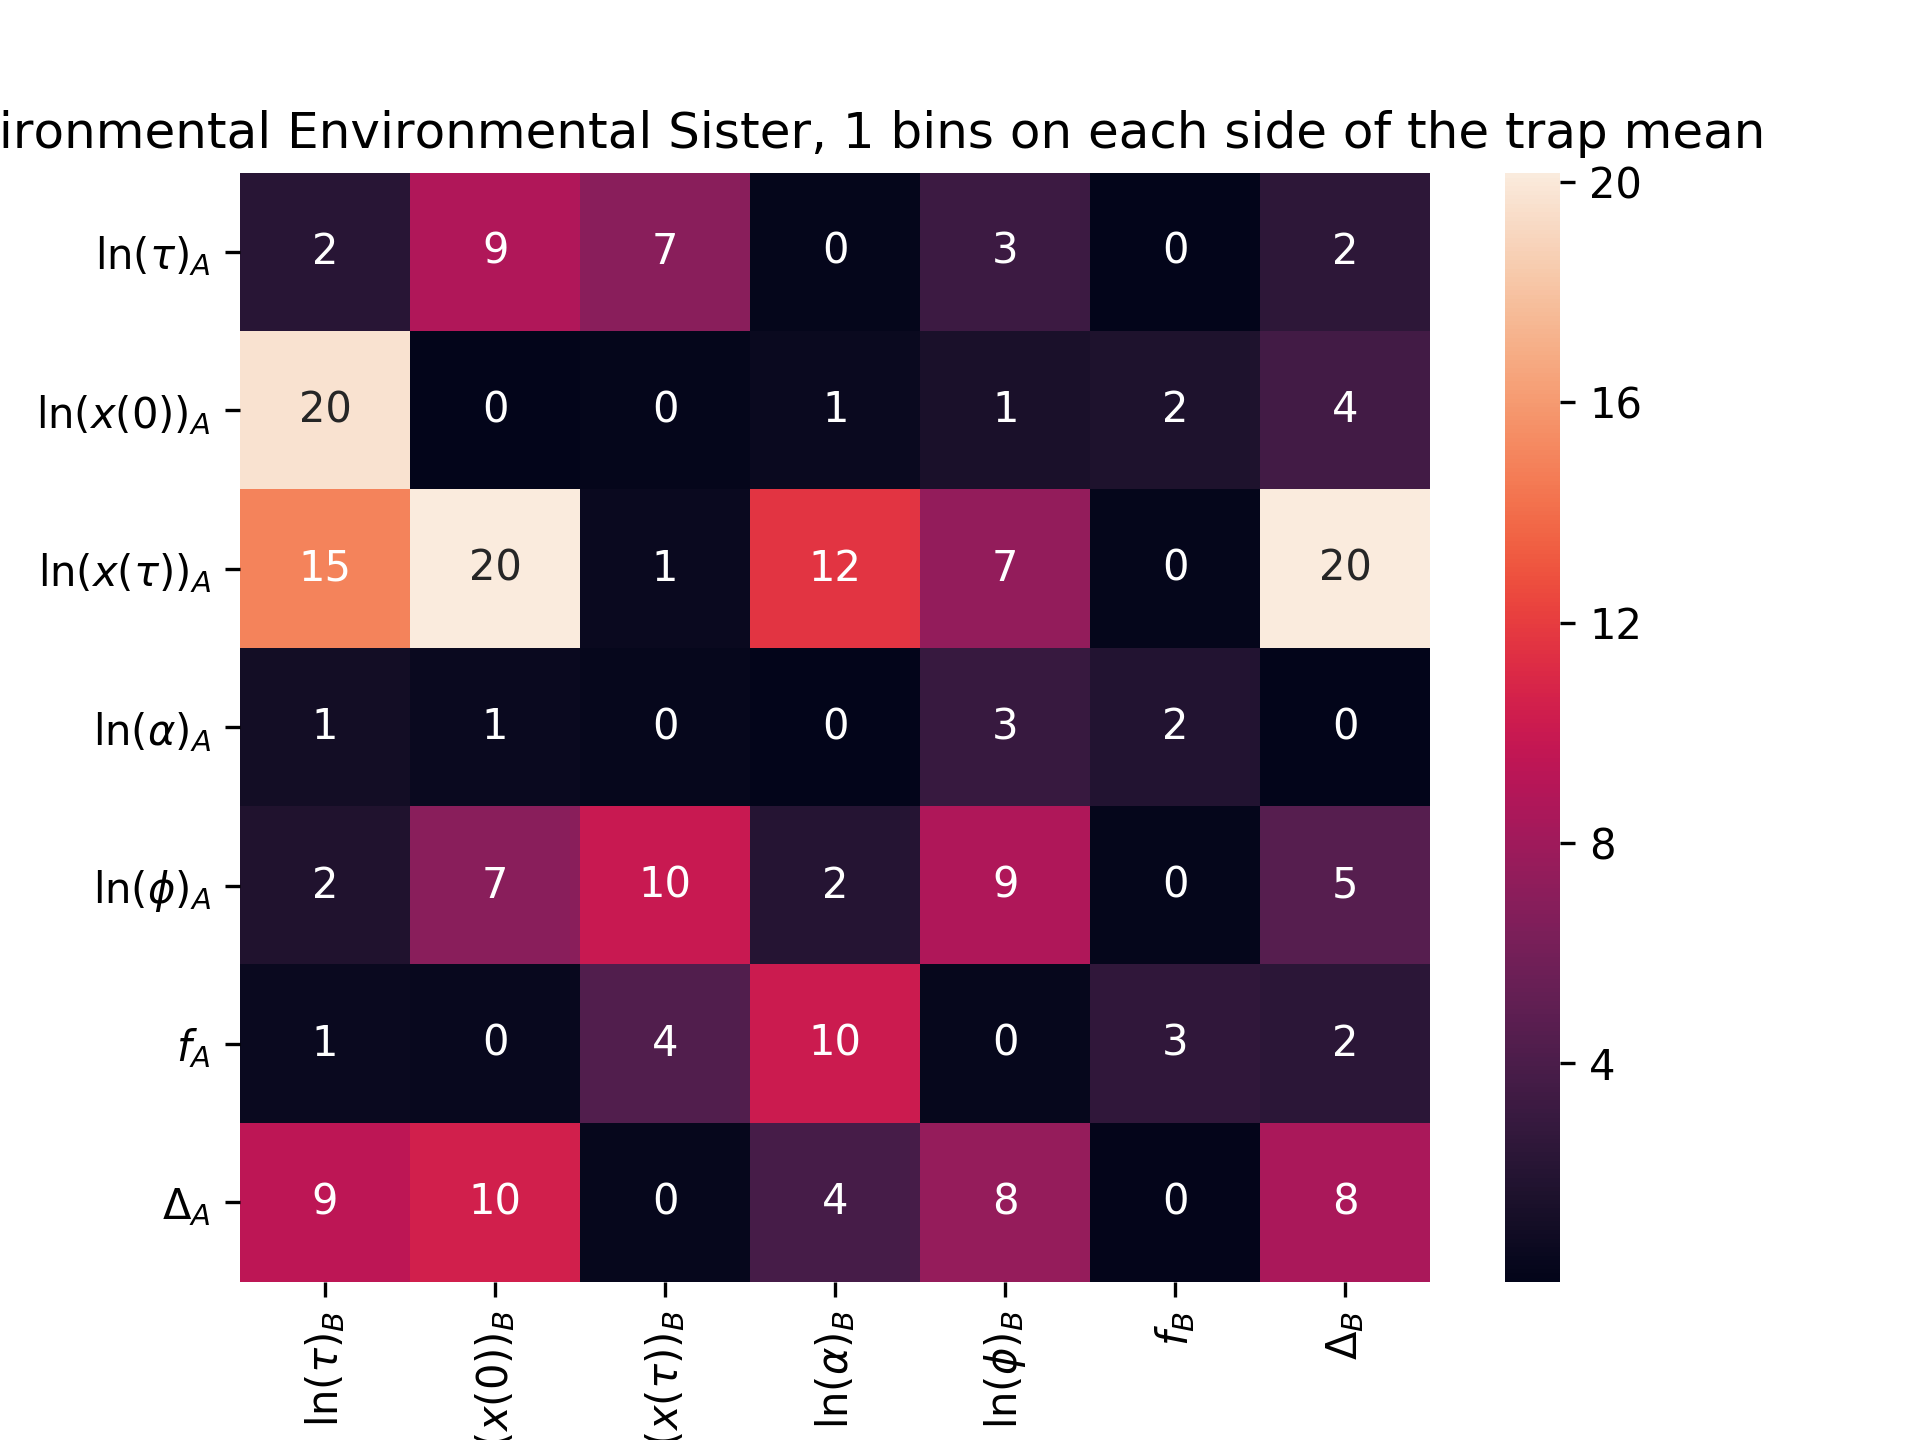 ironmental Environmental Sister, 1 bins on each side of the trap mean
ln(τ)A 2 9 7 0 3 0 2
ln(x(0))A 20 0 0 1 1 2 4
ln(x(τ))A 15 20 1 12 7 0 20
ln(α)A 1 1 0 0 3 2 0
ln(ϕ)A 2 7 10 2 9 0 5
fA 1 0 4 10 0 3 2
ΔA 9 10 0 4 8 0 8
ln(τ)B (x(0))B (x(τ))B ln(α)B ln(ϕ)B fB ΔB
20
16
12
8
4